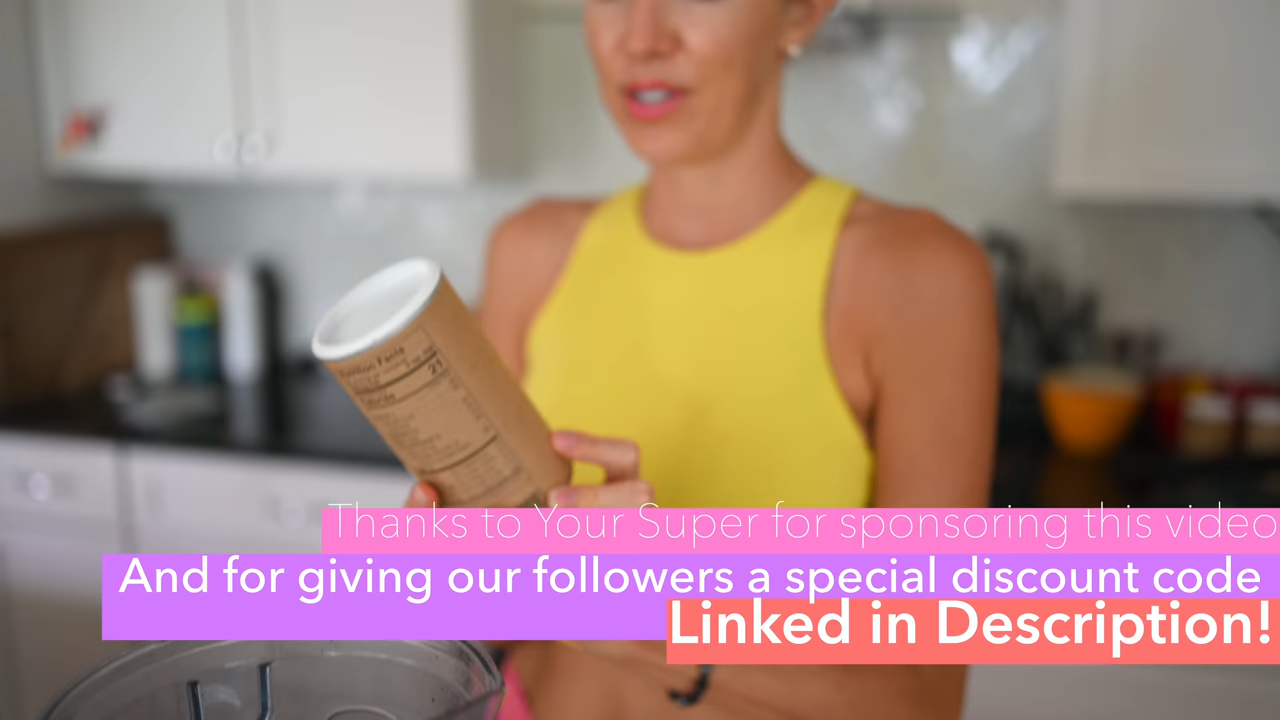 Nutrition Facts
21
Thanks to Your Super for sponsoring this video
And for giving our followers a special discount code
Linked in Description!